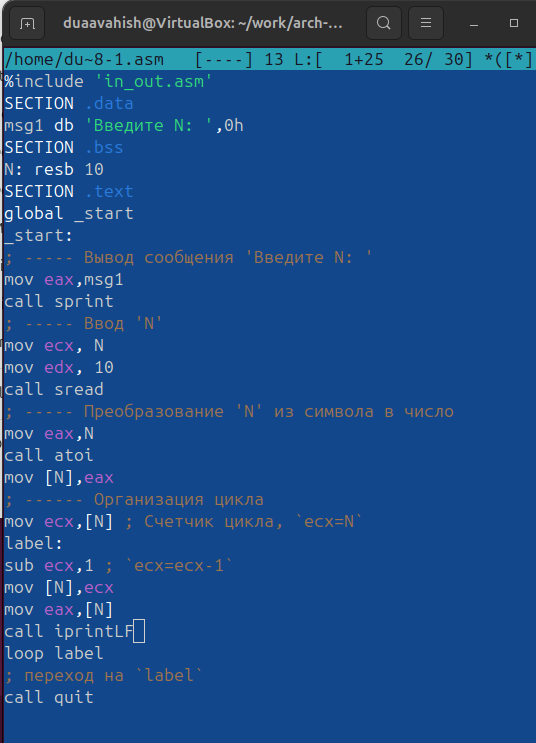 duaavahish@VirtualBox: ~/work/arch-...
/home/du~8-1.asm [----] 13 L:[ 1+25 26/ 30] *([*]
%include 'in_out.asm'
SECTION .data
msg1 db 'Введите N: ',0h
SECTION .bss
N: resb 10
SECTION .text
global _start
_start:
; ----- Вывод сообщения 'Введите N: '
mov eax,msg1
call sprint
; ----- Ввод 'N'
mov ecx, N
mov edx, 10
call sread
; ----- Преобразование 'N' из символа в число
mov eax,N
call atoi
mov [N],eax
; ------ Организация цикла
mov ecx,[N] ; Счетчик цикла, `ecx=N`
label:
sub ecx,1 ; `ecx=ecx-1`
mov [N],ecx
mov eax,[N]
call iprintLF
loop label
; переход на `label`
call quit